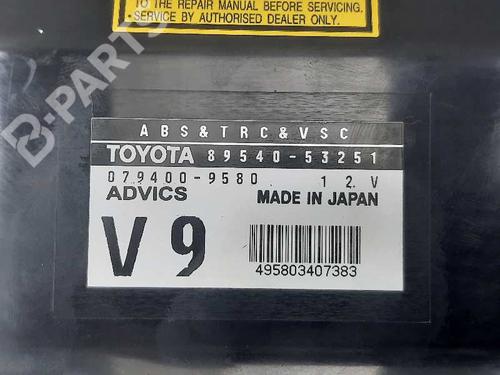 TO THE REPAIR MANUAL BEFORE SERVICING.
•SERVICE BY AUTHORISED DEALER ONLY.
B-PARTS
ABS&TRC&VSC
TOYOTA 89540-53251
079400-9580 12.V
ADVICS MADE IN JAPAN
V9
495803407383
B-PARTS